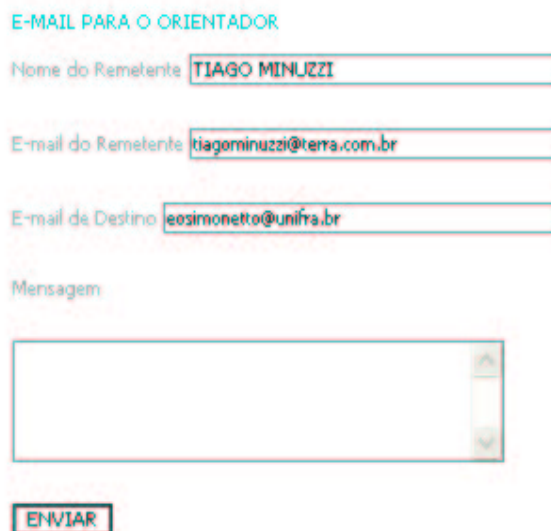 E-MAIL PARA O ORIENTADOR
Nome do Remetente TIAGO MINUZZI
E-mail do Remetente tiagominuzzi@terra.com.br
E-mail de Destino eosimonetto@unifra.br
Mensagem
ENVIAR